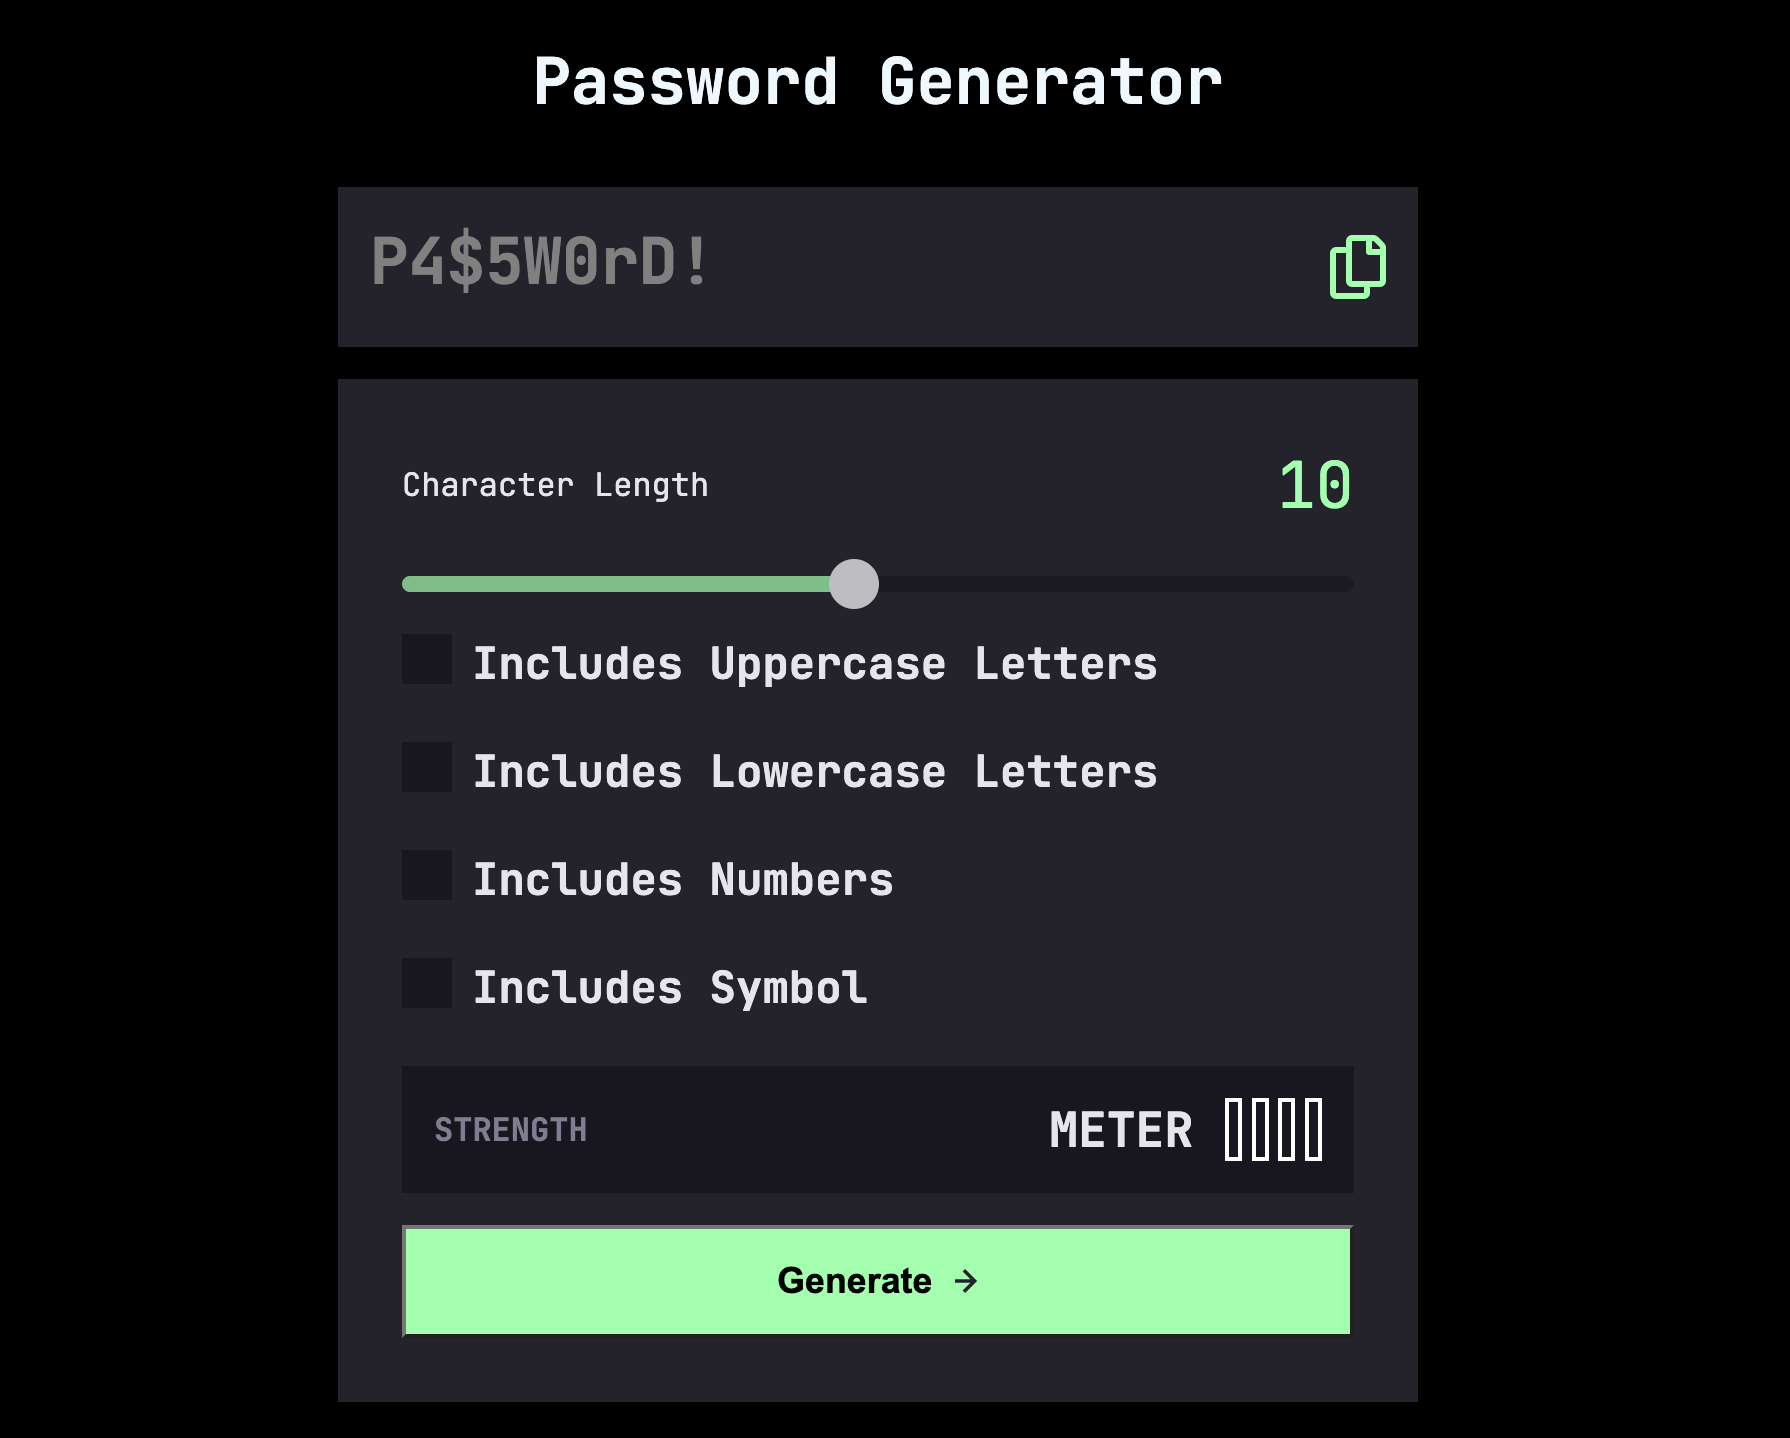 Password Generator
P4$5W0rD!
Character Length
10
Includes Uppercase Letters
Includes Lowercase Letters
Includes Numbers
Includes Symbol
STRENGTH
METER
Generate →